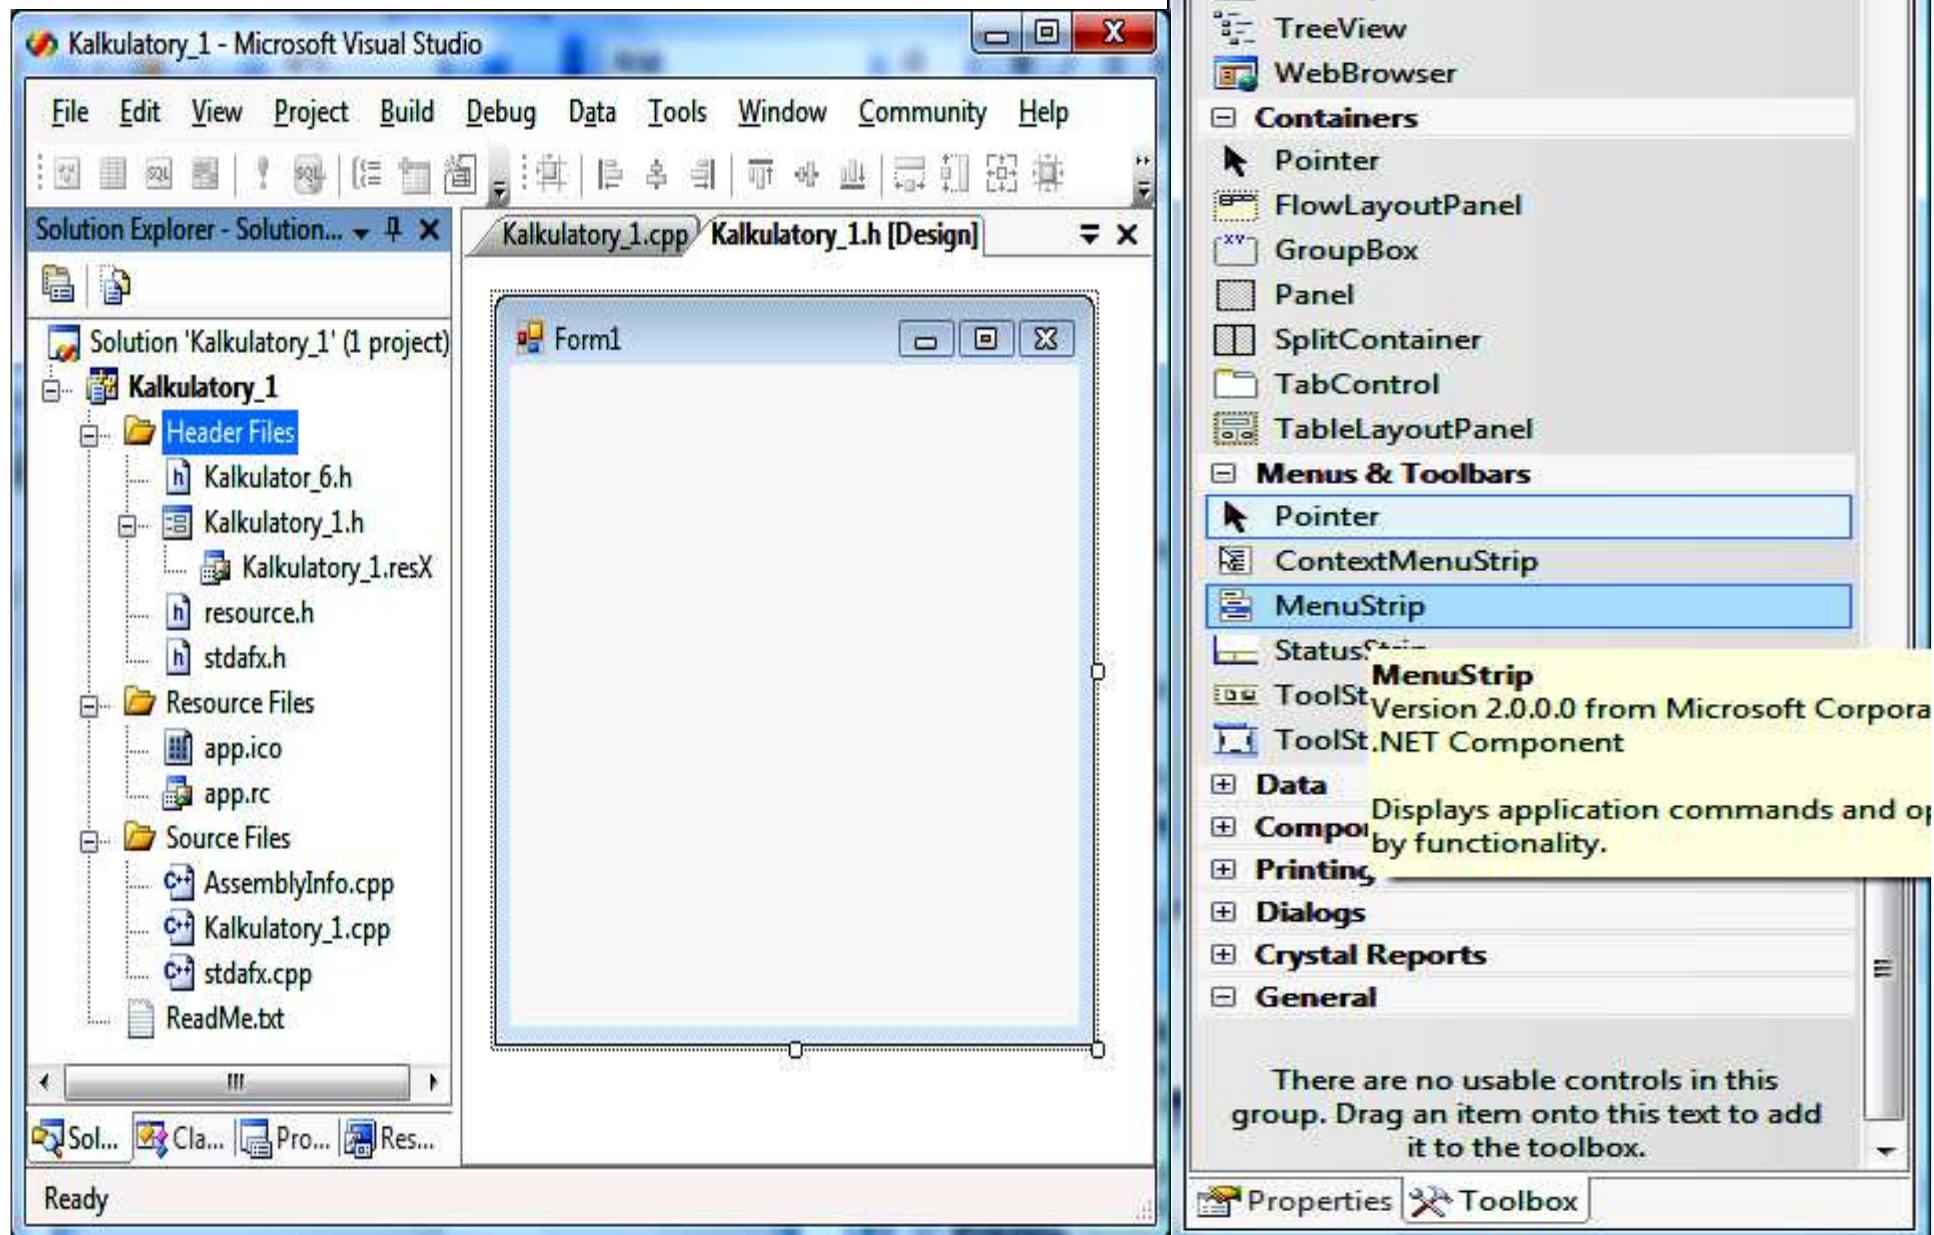 Kalkulatory_1 - Microsoft Visual Studio
File Edit View Project Build Debug Data Tools Window Community Help
Solution Explorer - Solution...
Kalkulatory_1.cpp Kalkulatory_1.h [Design]
Solution 'Kalkulatory_1' (1 project)
Kalkulatory_1
Header Files
Kalkulator_6.h
Kalkulatory_1.h
Kalkulatory_1.resX
resource.h
stdafx.h
Resource Files
app.ico
app.rc
Source Files
AssemblyInfo.cpp
Kalkulatory_1.cpp
stdafx.cpp
ReadMe.txt
Sol... Cla... Pro... Res...
Ready
Form1
TreeView
WebBrowser
Containers
Pointer
FlowLayoutPanel
GroupBox
Panel
SplitContainer
TabControl
TableLayoutPanel
Menus & Toolbars
Pointer
ContextMenuStrip
MenuStrip
Status
ToolSt
ToolSt
MenuStrip
Version 2.0.0.0 from Microsoft Corpora
.NET Component
Displays application commands and op
by functionality.
Data
Compo
Printing
Dialogs
Crystal Reports
General
There are no usable controls in this
group. Drag an item onto this text to add
it to the toolbox.
Properties Toolbox